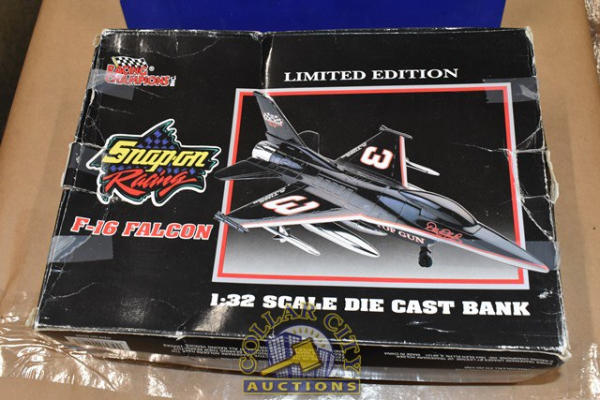 RACING
CHAMPIONS
LIMITED EDITION
Snap-on
Racing
F-16 FALCON
3
3
TOP GUN
1:32 SCALE DIE CAST BANK
COLLAR CITY
AUCTIONS